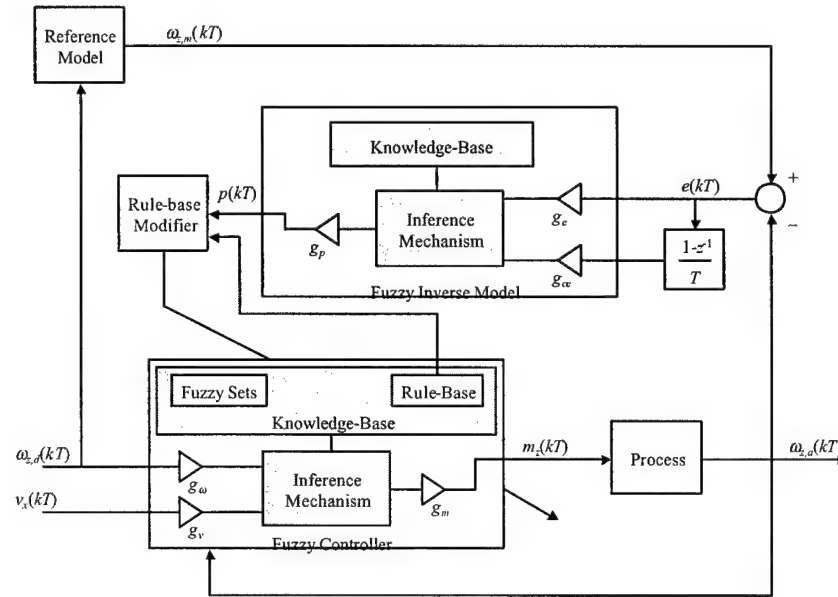 Reference
Model
ω_{z,m}(kT)
Knowledge-Base
Rule-base
Modifier
p(kT)
g_p
Inference
Mechanism
g_e
e(kT)
+
−
g_{ce}
1-z^{-1}
T
Fuzzy Inverse Model
Fuzzy Sets
Rule-Base
Knowledge-Base
ω_{z,d}(kT)
g_ω
Inference
Mechanism
g_m
m_z(kT)
Process
ω_{z,a}(kT)
v_x(kT)
g_v
Fuzzy Controller